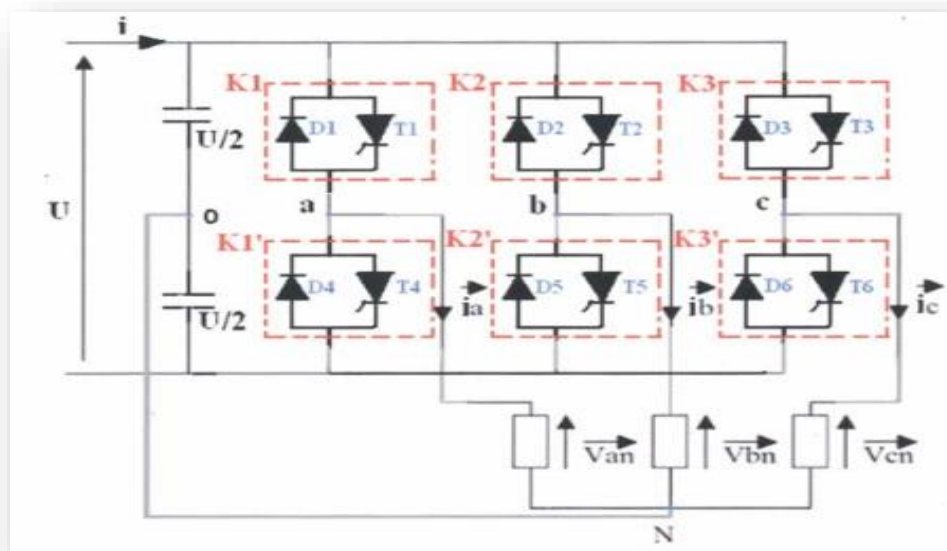 i
K1 K2 K3
D1 T1 D2 T2 D3 T3
U/2
U o a b c
K1' K2' K3'
D4 T4 D5 T5 D6 T6
U/2 ia ib ic
Van Vbn Vcn
N